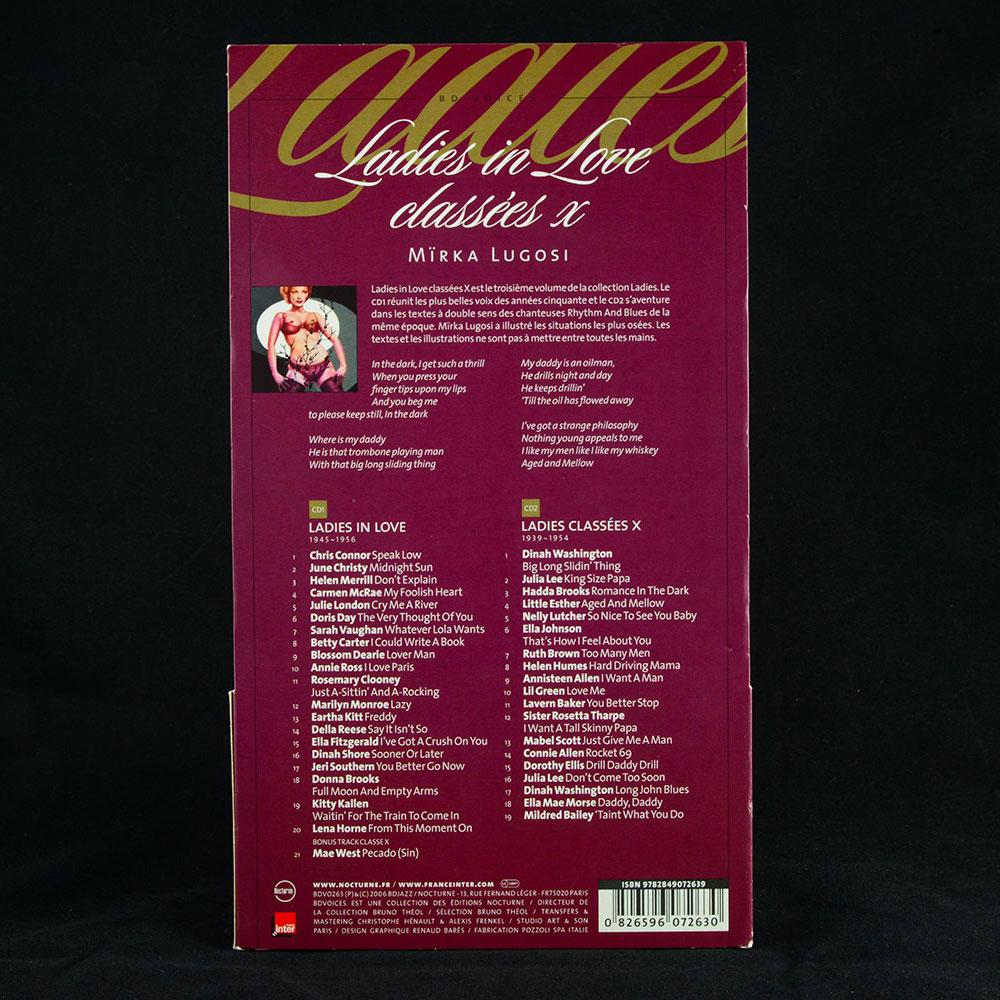 Ladies
BD VOICES
Ladies in Love
classées x
MÏRKA LUGOSI
Ladies in Love classées X est le troisième volume de la collection Ladies. Le
CD1 réunit les plus belles voix des années cinquante et le CD2 s'aventure
dans les textes à double sens des chanteuses Rhythm And Blues de la
même époque. Mïrka Lugosi a illustré les situations les plus osées. Les
textes et les illustrations ne sont pas à mettre entre toutes les mains.
In the dark, I get such a thrill
When you press your
finger tips upon my lips
And you beg me
to please keep still, In the dark
Where is my daddy
He is that trombone playing man
With that big long sliding thing
My daddy is an oilman,
He drills night and day
He keeps drillin'
'Till the oil has flowed away
I've got a strange philosophy
Nothing young appeals to me
I like my men like I like my whiskey
Aged and Mellow
CD1
LADIES IN LOVE
1945~1956
1 Chris Connor Speak Low
2 June Christy Midnight Sun
3 Helen Merrill Don't Explain
4 Carmen McRae My Foolish Heart
5 Julie London Cry Me A River
6 Doris Day The Very Thought Of You
7 Sarah Vaughan Whatever Lola Wants
8 Betty Carter I Could Write A Book
9 Blossom Dearie Lover Man
10 Annie Ross I Love Paris
11 Rosemary Clooney
Just A-Sittin' And A-Rocking
12 Marilyn Monroe Lazy
13 Eartha Kitt Freddy
14 Della Reese Say It Isn't So
15 Ella Fitzgerald I've Got A Crush On You
16 Dinah Shore Sooner Or Later
17 Jeri Southern You Better Go Now
18 Donna Brooks
Full Moon And Empty Arms
19 Kitty Kallen
Waitin' For The Train To Come In
20 Lena Horne From This Moment On
BONUS TRACK CLASSE X
21 Mae West Pecado (Sin)
CD2
LADIES CLASSÉES X
1939~1954
1 Dinah Washington
Big Long Slidin' Thing
2 Julia Lee King Size Papa
3 Hadda Brooks Romance In The Dark
4 Little Esther Aged And Mellow
5 Nelly Lutcher So Nice To See You Baby
6 Ella Johnson
That's How I Feel About You
7 Ruth Brown Too Many Men
8 Helen Humes Hard Driving Mama
9 Annisteen Allen I Want A Man
10 Lil Green Love Me
11 Lavern Baker You Better Stop
12 Sister Rosetta Tharpe
I Want A Tall Skinny Papa
13 Mabel Scott Just Give Me A Man
14 Connie Allen Rocket 69
15 Dorothy Ellis Drill Daddy Drill
16 Julia Lee Don't Come Too Soon
17 Dinah Washington Long John Blues
18 Ella Mae Morse Daddy, Daddy
19 Mildred Bailey 'Taint What You Do
Nocturne
inter
WWW.NOCTURNE.FR / WWW.FRANCEINTER.COM
BDVO263 (P)&(C) 2006 BDJAZZ / NOCTURNE - 13, RUE FERNAND LÉGER - FR75020 PARIS
BDVOICES EST UNE COLLECTION DES ÉDITIONS NOCTURNE / DIRECTEUR DE
LA COLLECTION BRUNO THÉOL / SÉLECTION BRUNO THÉOL / TRANSFERS &
MASTERING CHRISTOPHE HÉNAULT & ALEXIS FRENKEL / STUDIO ART & SON
PARIS / DESIGN GRAPHIQUE RENAUD BARÈS / FABRICATION POZZOLI SPA ITALIE
ISBN 9782849072639
0 826596 072630